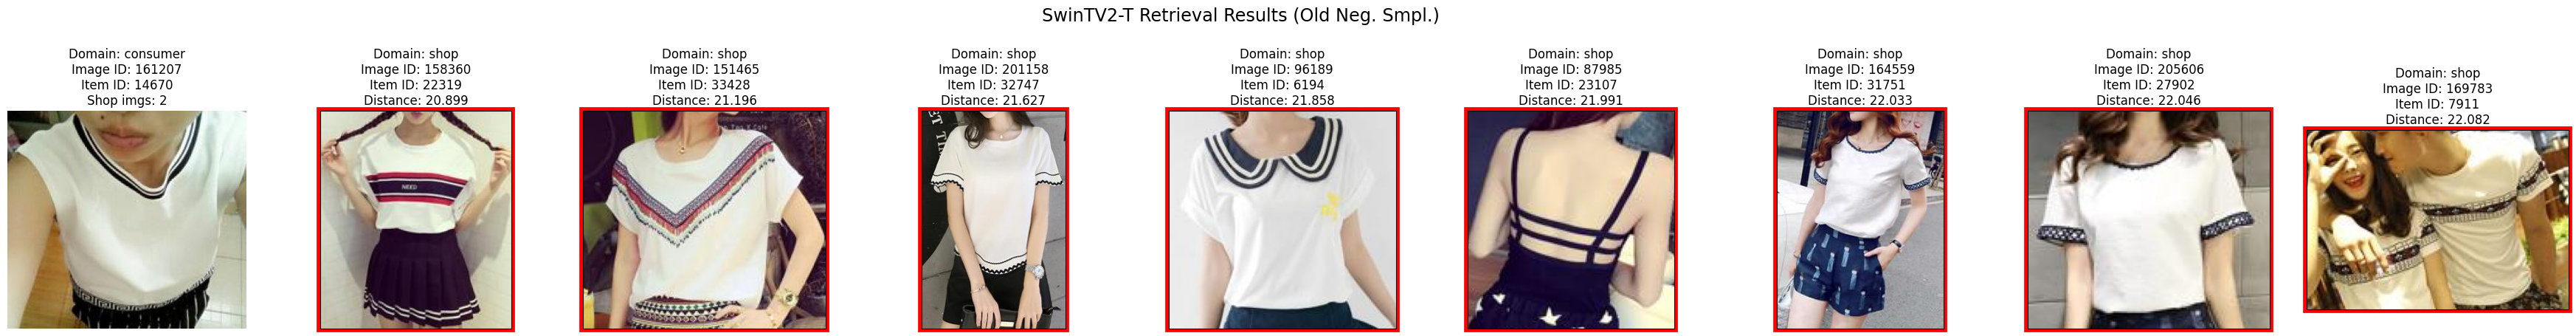 SwinTV2-T Retrieval Results (Old Neg. Smpl.)
Domain: consumer
Image ID: 161207
Item ID: 14670
Shop imgs: 2
Domain: shop
Image ID: 158360
Item ID: 22319
Distance: 20.899
NEED
Domain: shop
Image ID: 151465
Item ID: 33428
Distance: 21.196
Domain: shop
Image ID: 201158
Item ID: 32747
Distance: 21.627
Domain: shop
Image ID: 96189
Item ID: 6194
Distance: 21.858
Domain: shop
Image ID: 87985
Item ID: 23107
Distance: 21.991
Domain: shop
Image ID: 164559
Item ID: 31751
Distance: 22.033
Domain: shop
Image ID: 205606
Item ID: 27902
Distance: 22.046
Domain: shop
Image ID: 169783
Item ID: 7911
Distance: 22.082